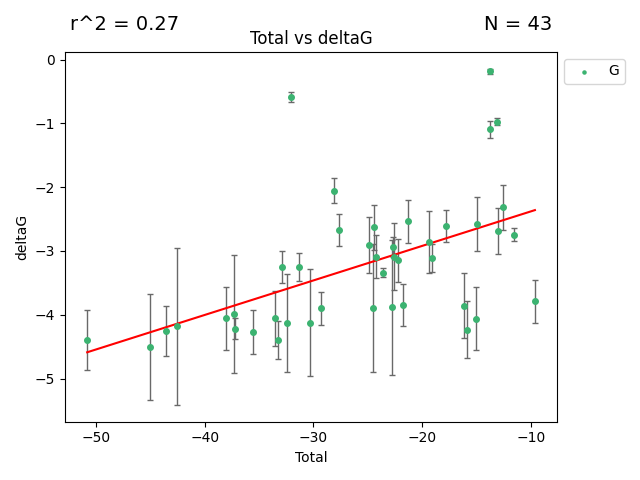 r^2 = 0.27
N = 43
Total vs deltaG
G
deltaG
0
−1
−2
−3
−4
−5
−50
−40
−30
−20
−10
Total